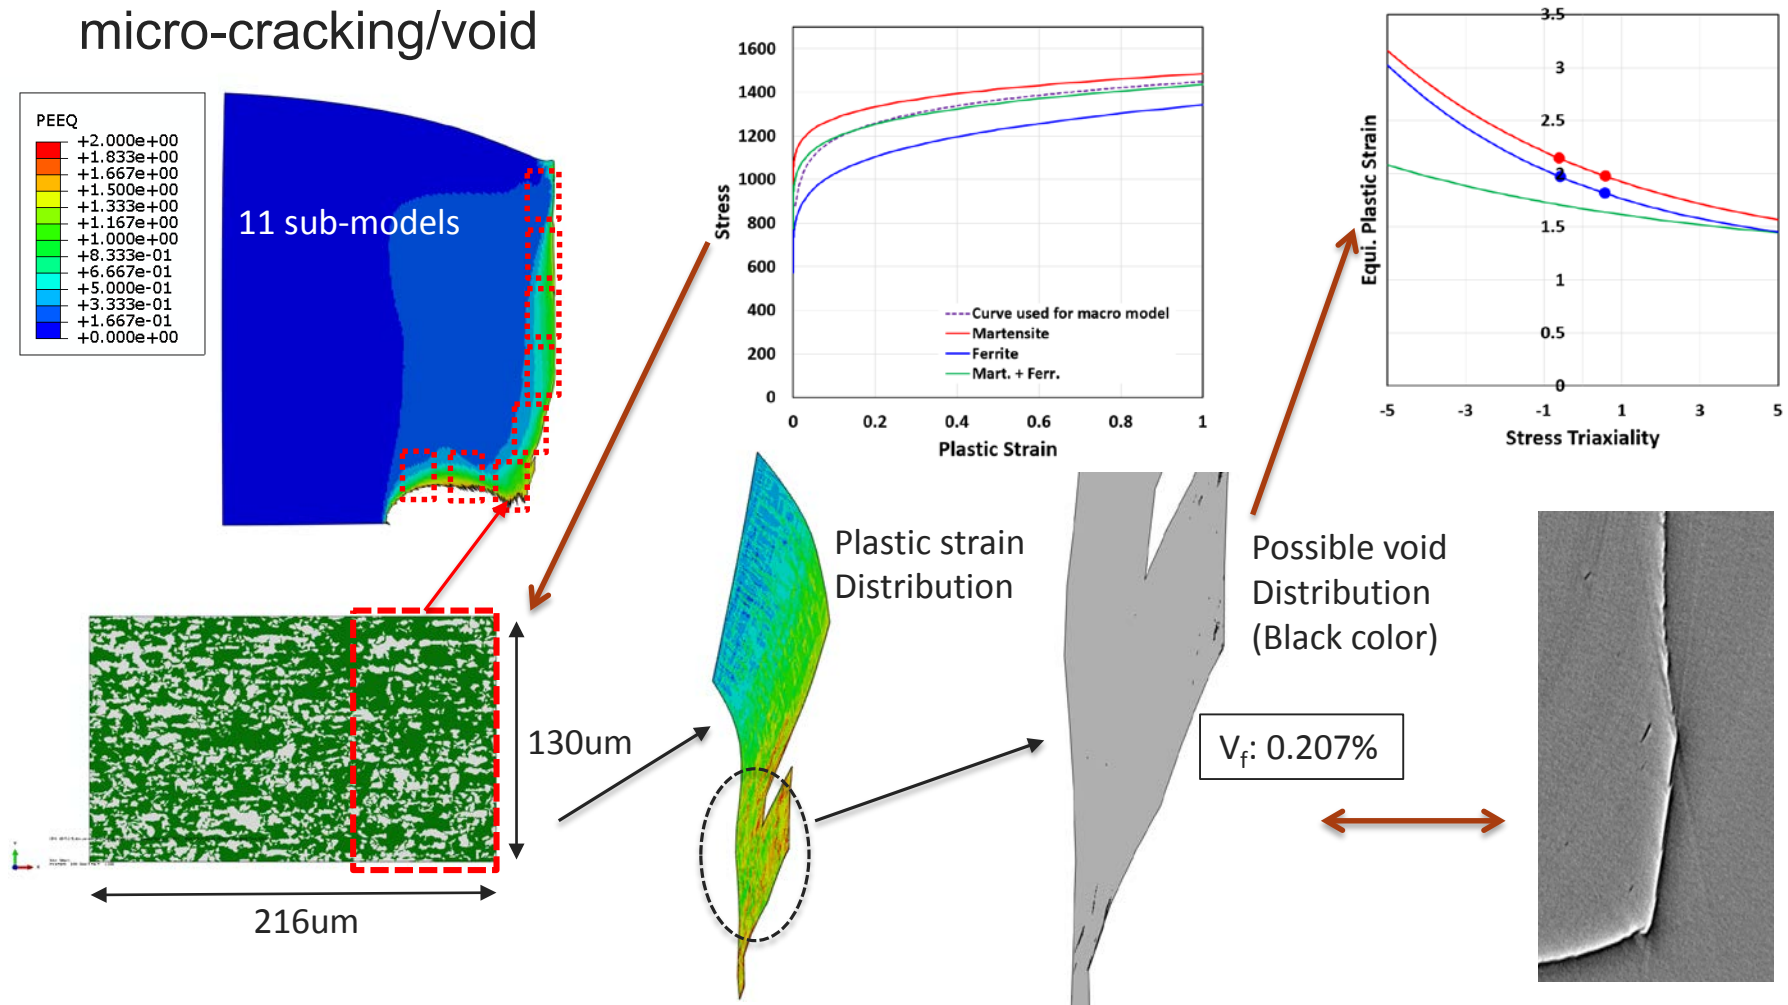 micro-cracking/void
PEEQ
+2.000e+00
+1.833e+00
+1.667e+00
+1.500e+00
+1.333e+00
+1.167e+00
+1.000e+00
+8.333e-01
+6.667e-01
+5.000e-01
+3.333e-01
+1.667e-01
+0.000e+00
11 sub-models
1600
1400
1200
1000
800
600
400
200
0
Stress
0 0.2 0.4 0.6 0.8 1
Plastic Strain
Curve used for macro model
Martensite
Ferrite
Mart. + Ferr.
3.5
3
2.5
2
1.5
1
0.5
0
Equi. Plastic Strain
-5 -3 -1 1 3 5
Stress Triaxiality
Plastic strain
Distribution
Possible void
Distribution
(Black color)
Vf: 0.207%
130um
216um